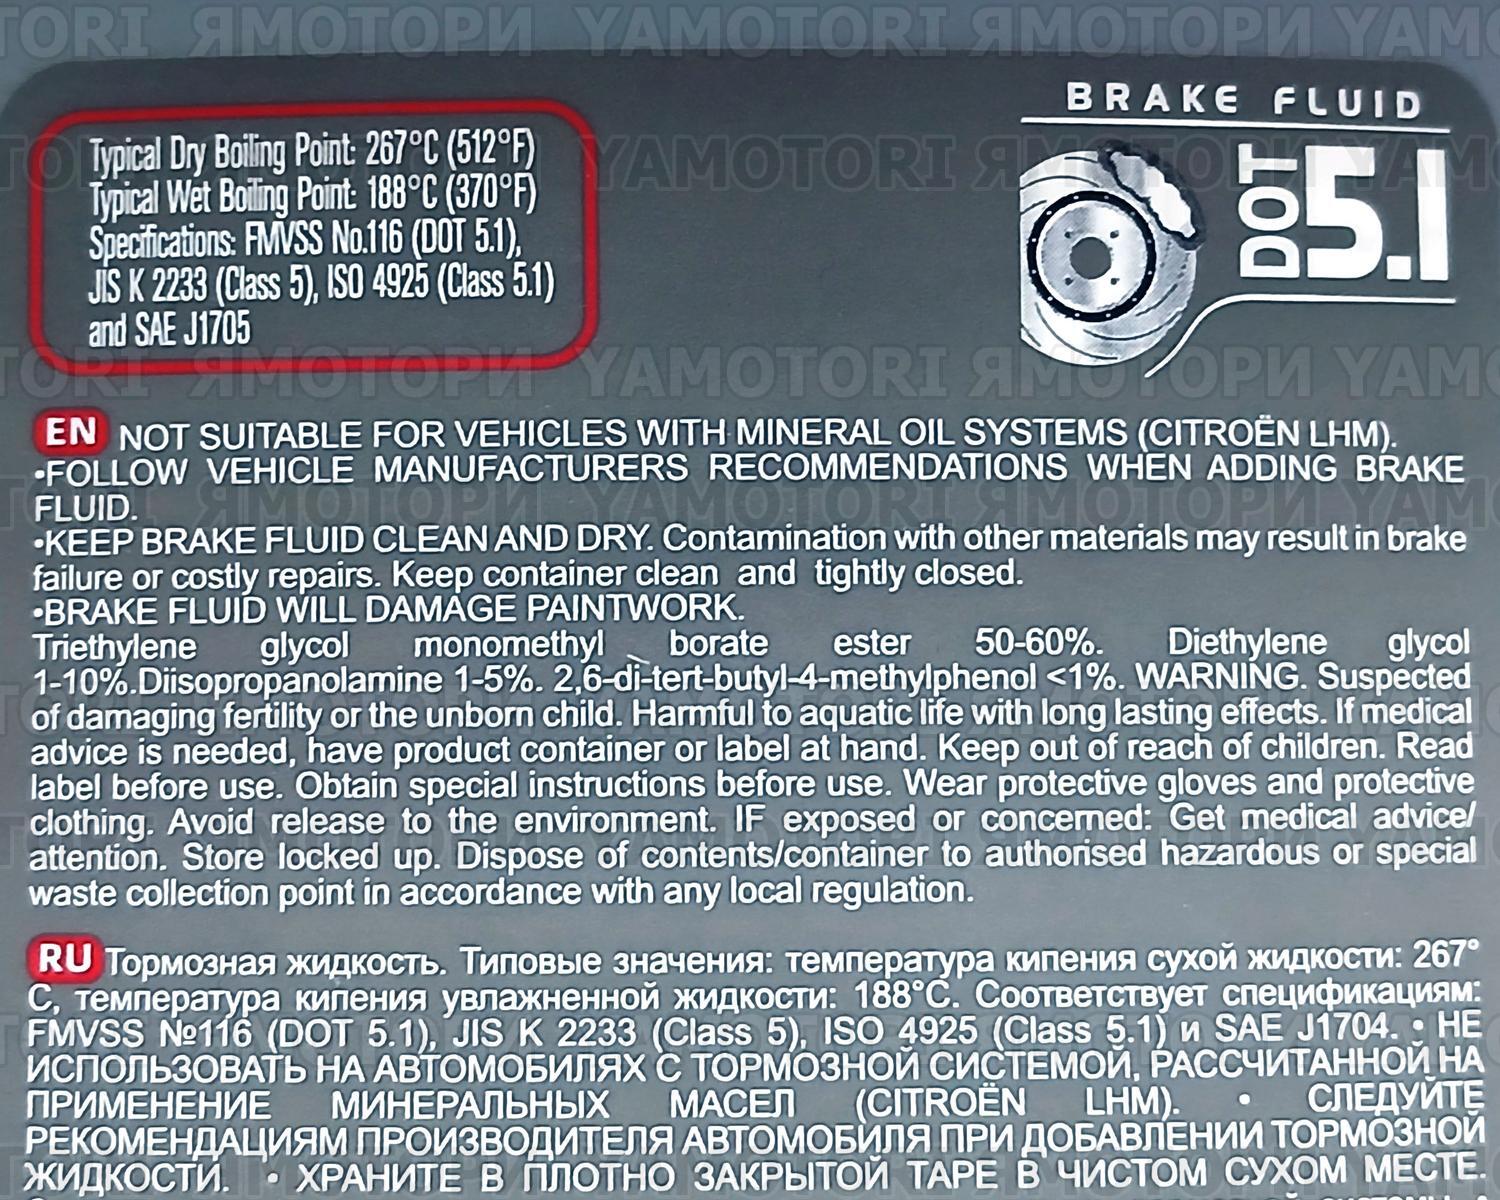 BRAKE FLUID
DOT 5.1
Typical Dry Boiling Point: 267°C (512°F)
Typical Wet Boiling Point: 188°C (370°F)
Specifications: FMVSS No.116 (DOT 5.1),
JIS K 2233 (Class 5), ISO 4925 (Class 5.1)
and SAE J1705
EN NOT SUITABLE FOR VEHICLES WITH MINERAL OIL SYSTEMS (CITROËN LHM).
•FOLLOW VEHICLE MANUFACTURERS RECOMMENDATIONS WHEN ADDING BRAKE
FLUID.
•KEEP BRAKE FLUID CLEAN AND DRY. Contamination with other materials may result in brake
failure or costly repairs. Keep container clean and tightly closed.
•BRAKE FLUID WILL DAMAGE PAINTWORK.
Triethylene glycol monomethyl borate ester 50-60%. Diethylene glycol
1-10%.Diisopropanolamine 1-5%. 2,6-di-tert-butyl-4-methylphenol <1%. WARNING. Suspected
of damaging fertility or the unborn child. Harmful to aquatic life with long lasting effects. If medical
advice is needed, have product container or label at hand. Keep out of reach of children. Read
label before use. Obtain special instructions before use. Wear protective gloves and protective
clothing. Avoid release to the environment. IF exposed or concerned: Get medical advice/
attention. Store locked up. Dispose of contents/container to authorised hazardous or special
waste collection point in accordance with any local regulation.
RU Тормозная жидкость. Типовые значения: температура кипения сухой жидкости: 267°
С, температура кипения увлажненной жидкости: 188°С. Соответствует спецификациям:
FMVSS №116 (DOT 5.1), JIS K 2233 (Class 5), ISO 4925 (Class 5.1) и SAE J1704. • НЕ
ИСПОЛЬЗОВАТЬ НА АВТОМОБИЛЯХ С ТОРМОЗНОЙ СИСТЕМОЙ, РАССЧИТАННОЙ НА
ПРИМЕНЕНИЕ МИНЕРАЛЬНЫХ МАСЕЛ (CITROËN LHM). • СЛЕДУЙТЕ
РЕКОМЕНДАЦИЯМ ПРОИЗВОДИТЕЛЯ АВТОМОБИЛЯ ПРИ ДОБАВЛЕНИИ ТОРМОЗНОЙ
ЖИДКОСТИ. • ХРАНИТЕ В ПЛОТНО ЗАКРЫТОЙ ТАРЕ В ЧИСТОМ СУХОМ МЕСТЕ.
YAMOTORI ЯМОТОРИ